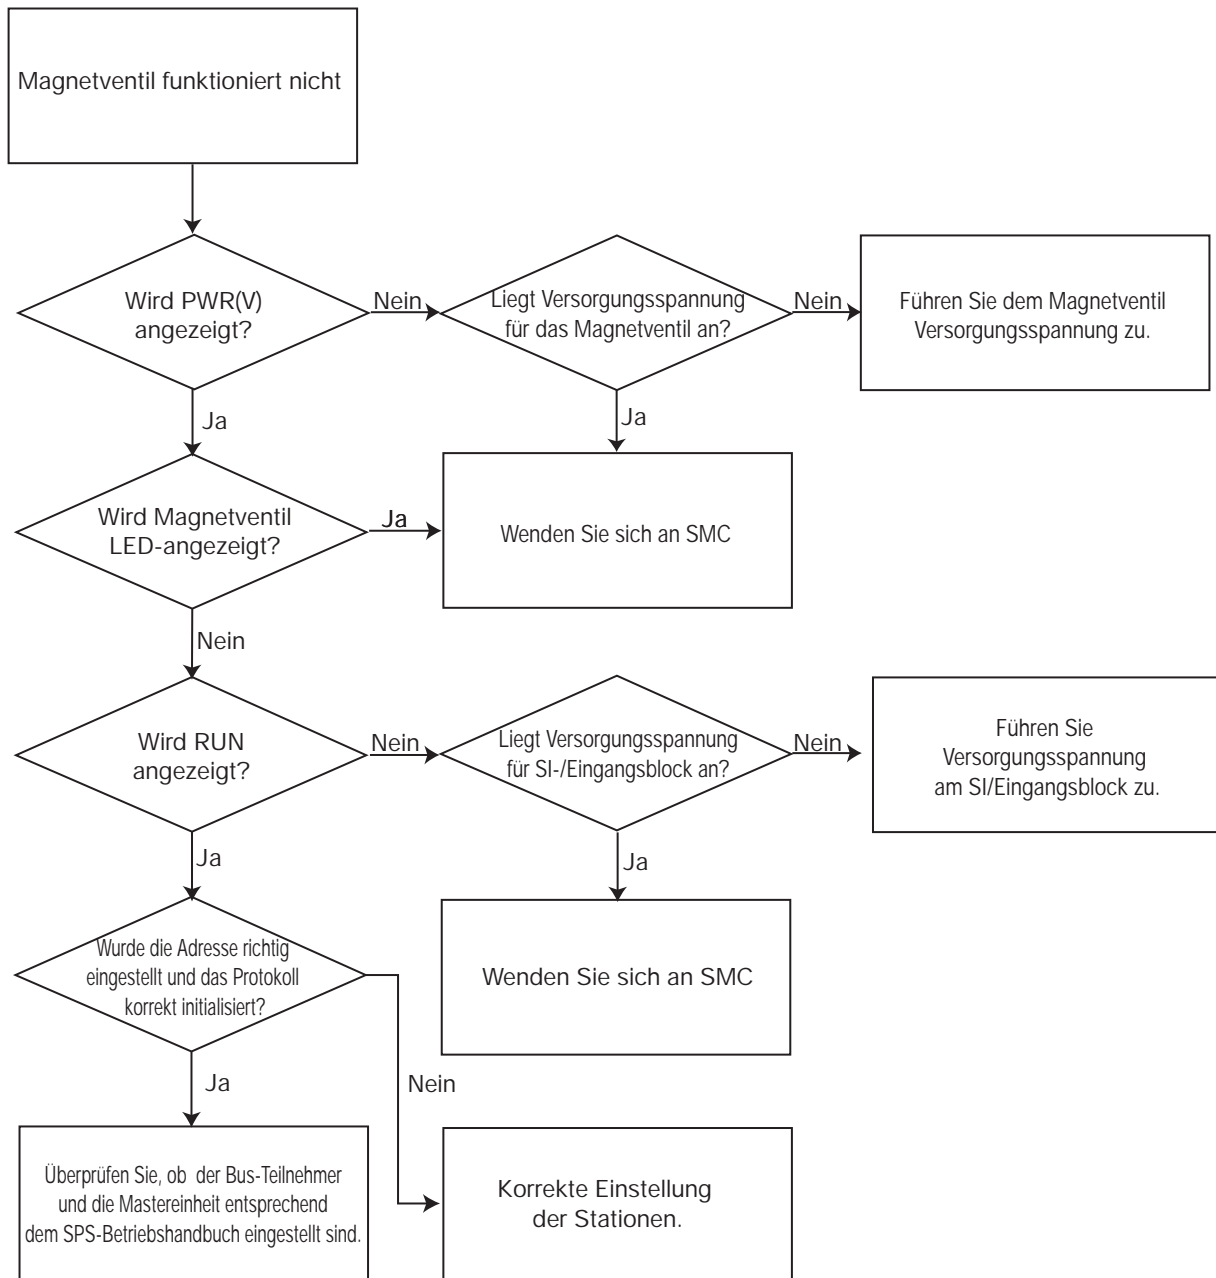 Magnetventil funktioniert nicht
Wird PWR(V)
angezeigt?
Nein
Liegt Versorgungsspannung
für das Magnetventil an?
Nein
Führen Sie dem Magnetventil
Versorgungsspannung zu.
Ja
Ja
Wird Magnetventil
LED-angezeigt?
Ja
Wenden Sie sich an SMC
Nein
Wird RUN
angezeigt?
Nein
Liegt Versorgungsspannung
für SI-/Eingangsblock an?
Nein
Führen Sie
Versorgungsspannung
am SI/Eingangsblock zu.
Ja
Ja
Wurde die Adresse richtig
eingestellt und das Protokoll
korrekt initialisiert?
Wenden Sie sich an SMC
Ja
Nein
Überprüfen Sie, ob der Bus-Teilnehmer
und die Mastereinheit entsprechend
dem SPS-Betriebshandbuch eingestellt sind.
Korrekte Einstellung
der Stationen.